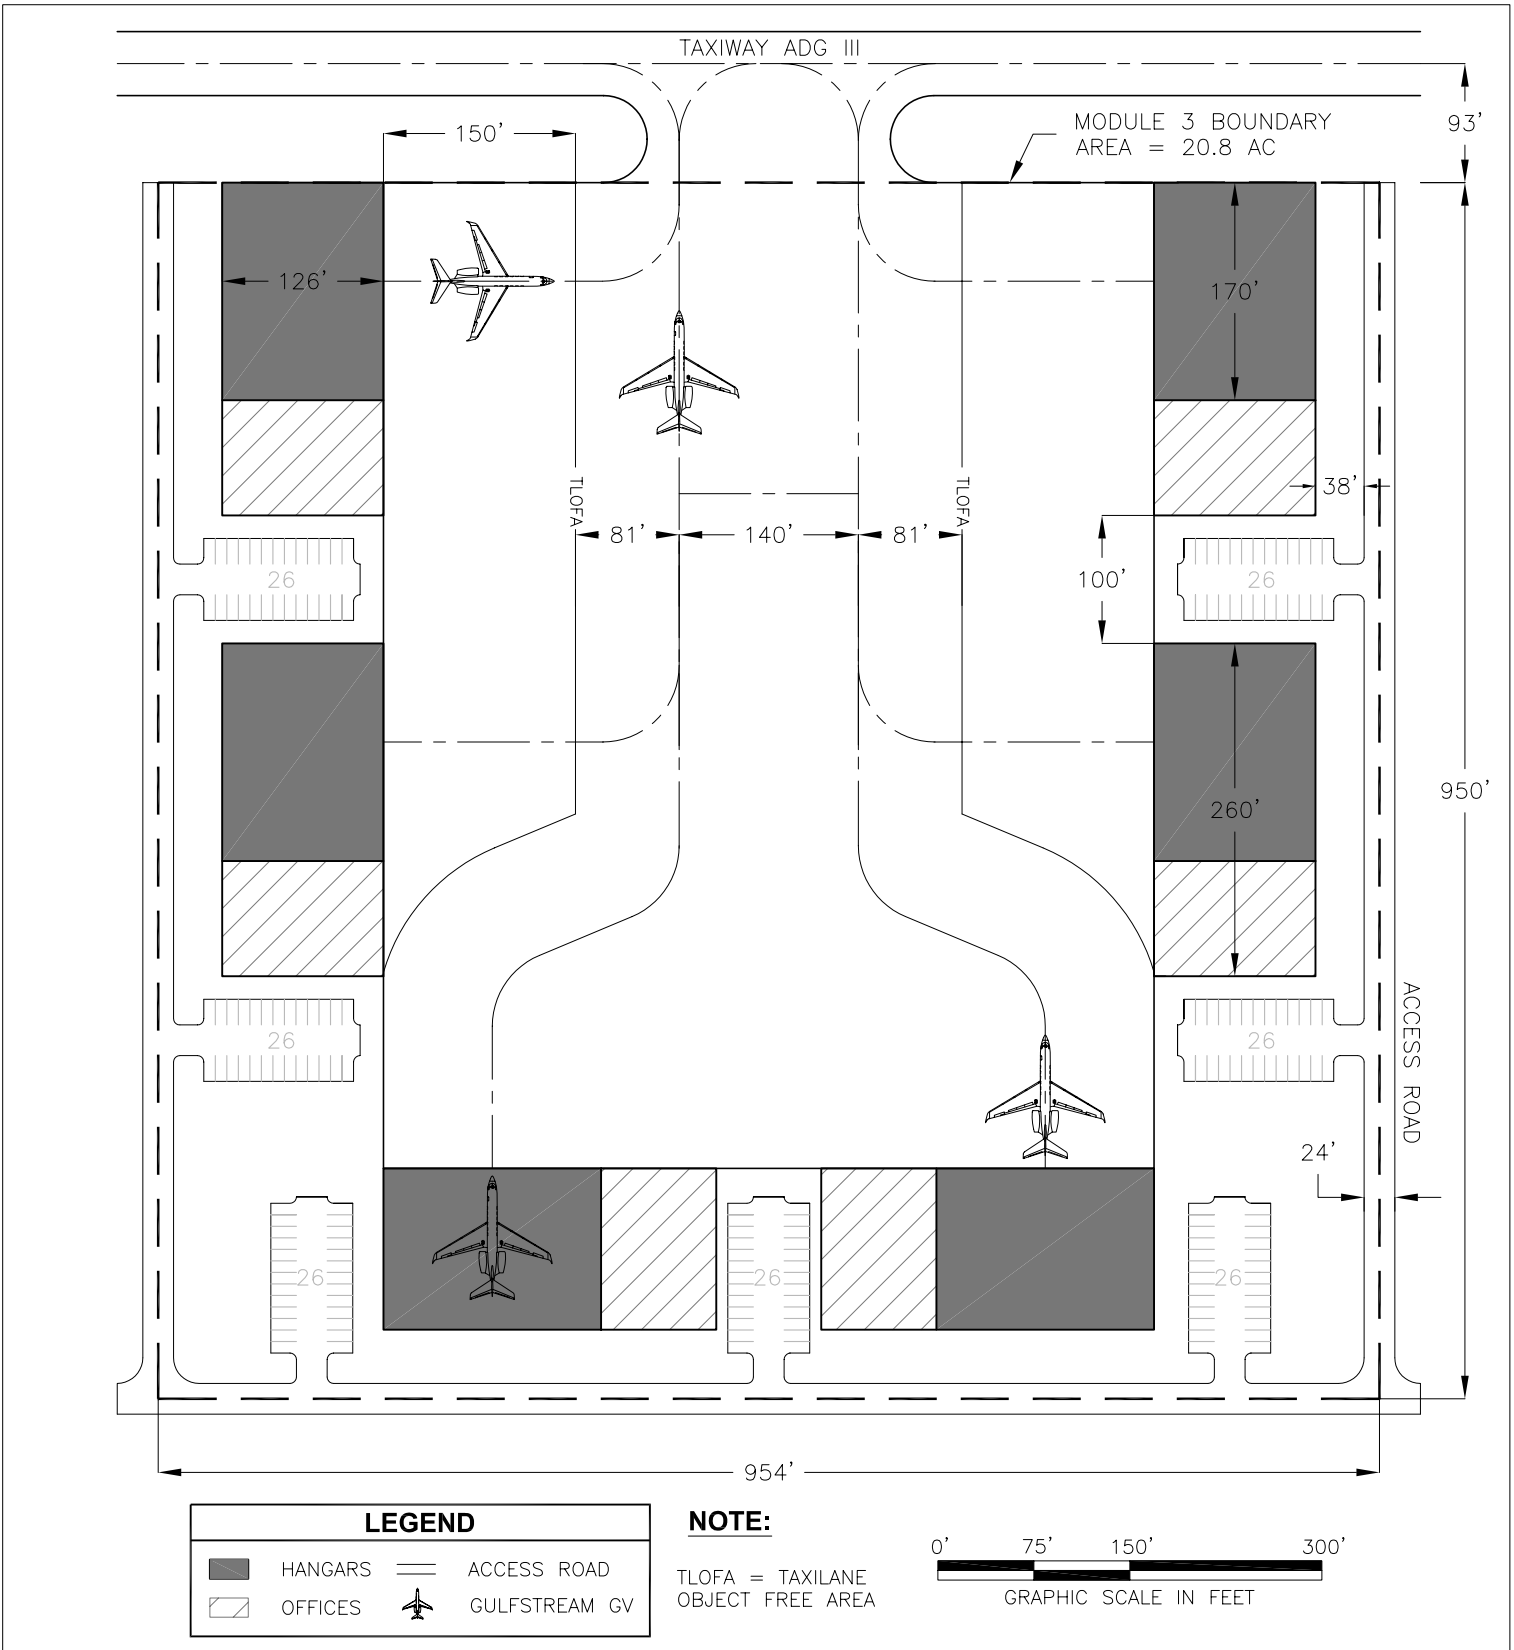 TAXIWAY ADG III
150'
MODULE 3 BOUNDARY
AREA = 20.8 AC
93'
126'
170'
38'
TLOFA
TLOFA
81'
140'
81'
100'
26
26
950'
260'
26
26
ACCESS ROAD
24'
26
26
26
954'
LEGEND
HANGARS
ACCESS ROAD
OFFICES
GULFSTREAM GV
NOTE:
TLOFA = TAXILANE
OBJECT FREE AREA
0' 75' 150' 300'
GRAPHIC SCALE IN FEET